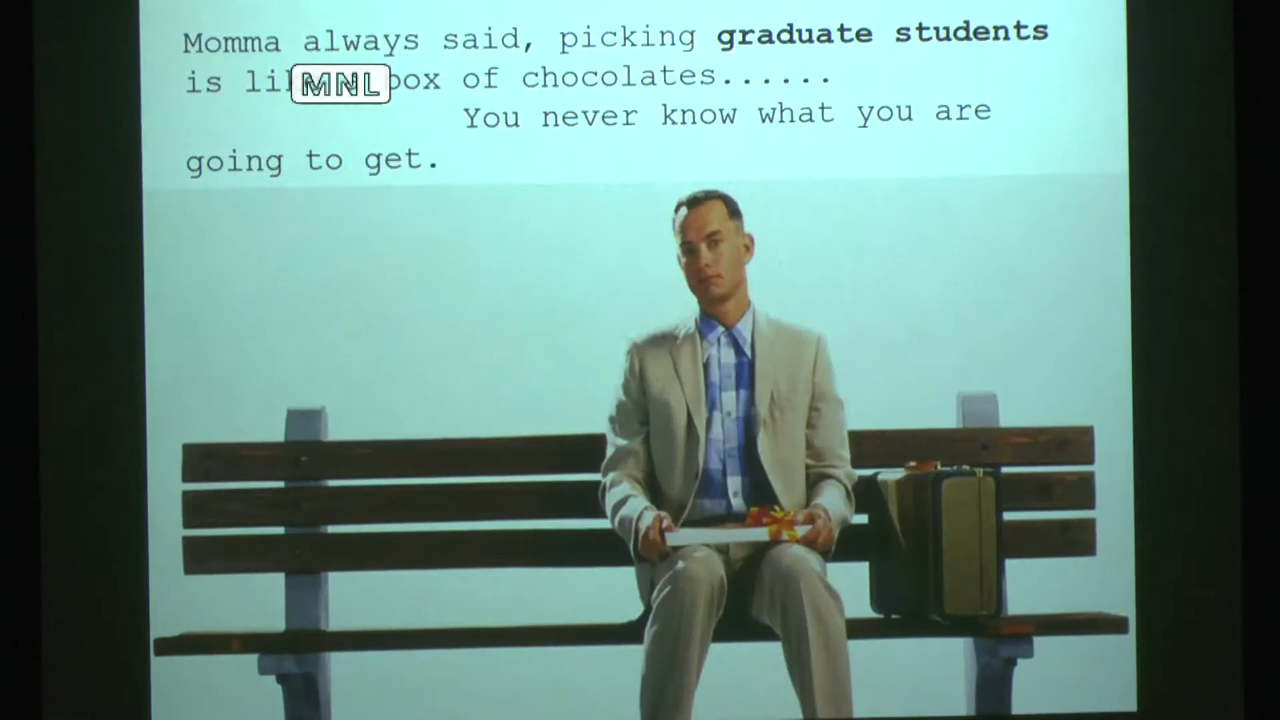 Momma always said, picking graduate students
is li MNL box of chocolates......
You never know what you are
going to get.